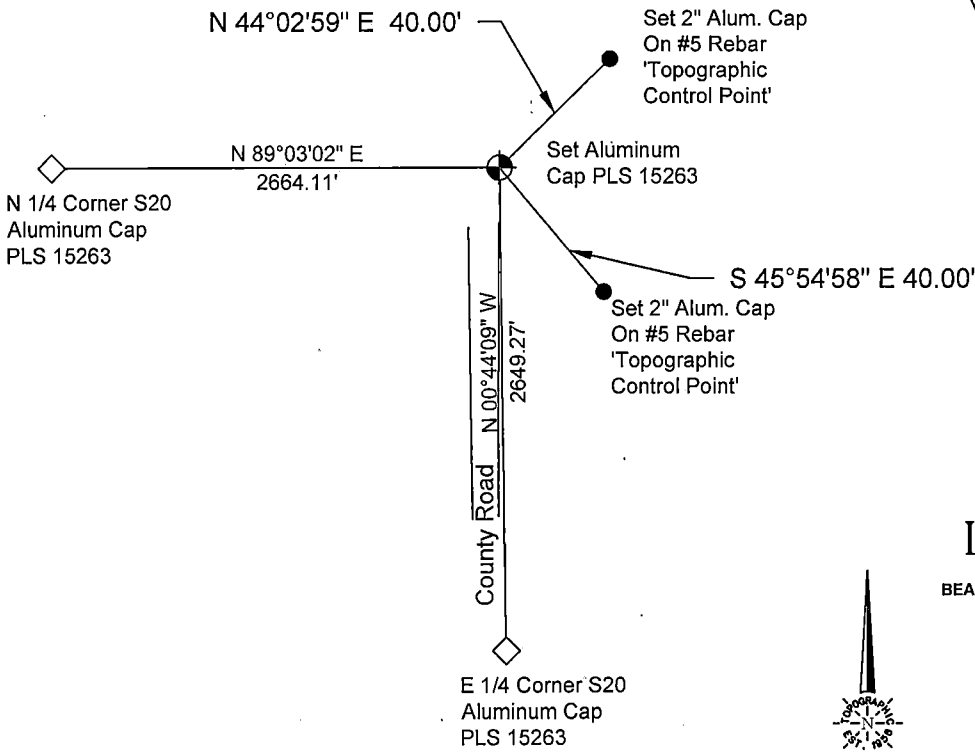 N 44°02'59" E 40.00'
Set 2" Alum. Cap
On #5 Rebar
'Topographic
Control Point'
N 89°03'02" E
2664.11'
Set Aluminum
Cap PLS 15263
N 1/4 Corner S20
Aluminum Cap
PLS 15263
S 45°54'58" E 40.00'
Set 2" Alum. Cap
On #5 Rebar
'Topographic
Control Point'
N 00°44'09" W
2649.27'
County Road
BEA
E 1/4 Corner S20
Aluminum Cap
PLS 15263
TOPOGRAPHIC
N
EST. 1950